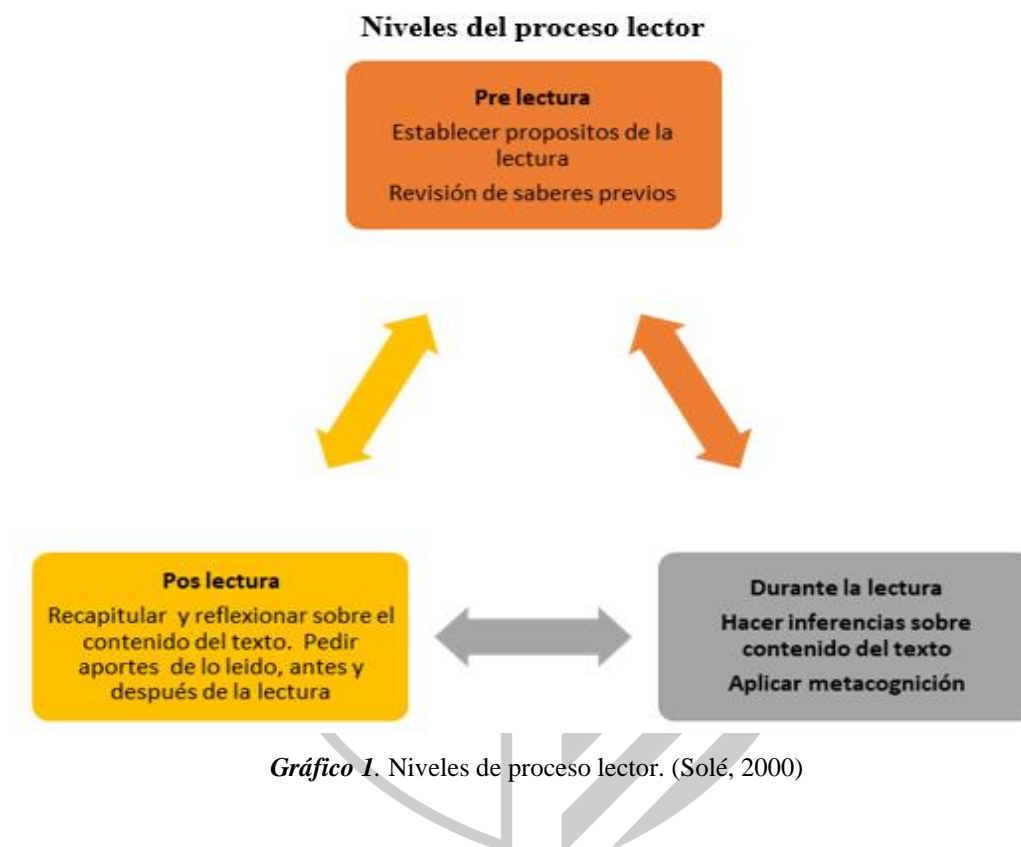 Niveles del proceso lector
Pre lectura
Establecer propositos de la
lectura
Revisión de saberes previos
Pos lectura
Recapitular y reflexionar sobre el
contenido del texto. Pedir
aportes de lo leido, antes y
después de la lectura
Durante la lectura
Hacer inferencias sobre
contenido del texto
Aplicar metacognición
Gráfico 1. Niveles de proceso lector. (Solé, 2000)